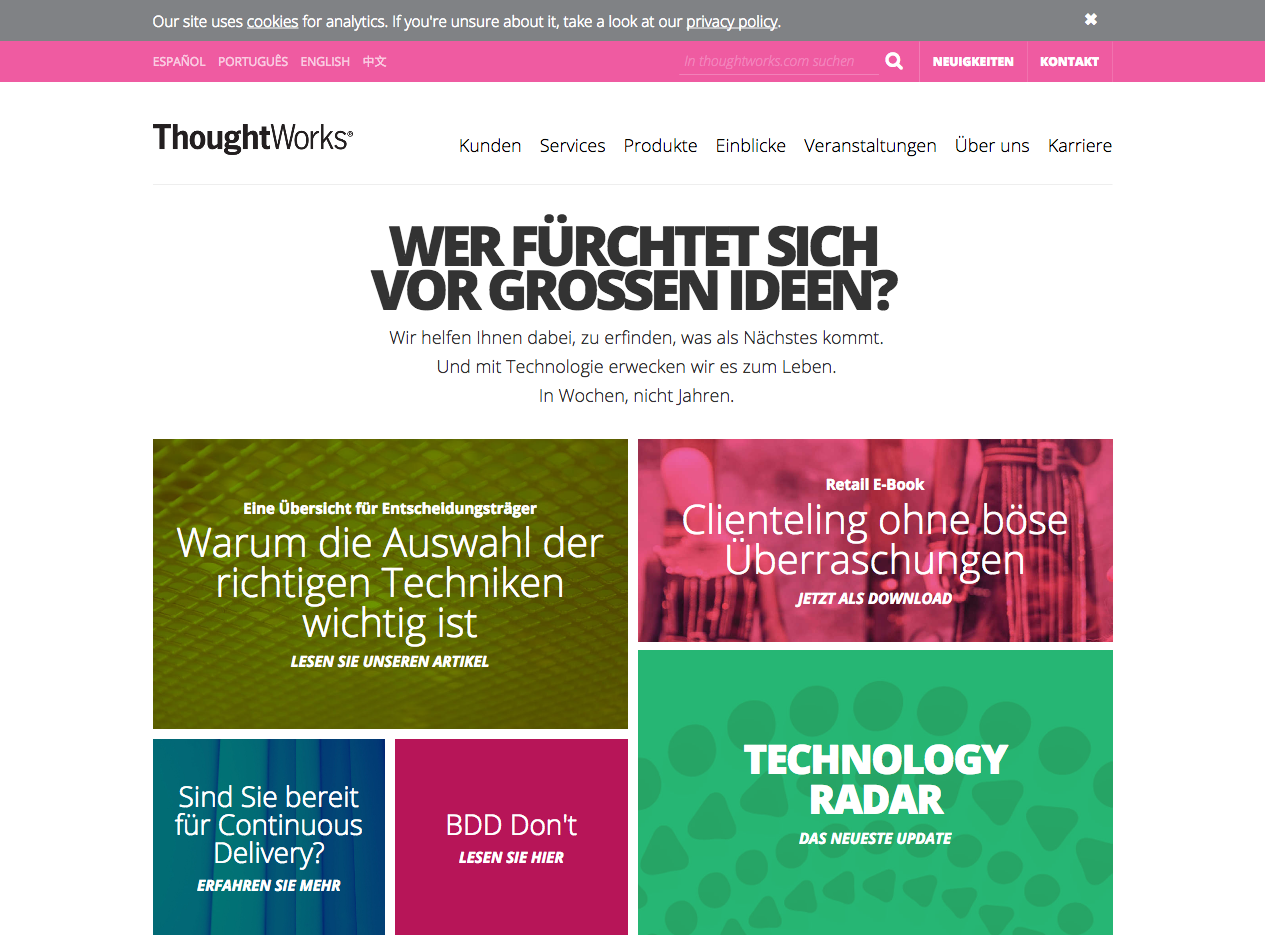 Our site uses cookies for analytics. If you're unsure about it, take a look at our privacy policy.
ESPAÑOL PORTUGUÊS ENGLISH 中文
In thoughtworks.com suchen
NEUIGKEITEN KONTAKT
ThoughtWorks®
Kunden Services Produkte Einblicke Veranstaltungen Über uns Karriere
WER FÜRCHTET SICH
VOR GROSSEN IDEEN?
Wir helfen Ihnen dabei, zu erfinden, was als Nächstes kommt.
Und mit Technologie erwecken wir es zum Leben.
In Wochen, nicht Jahren.
Eine Übersicht für Entscheidungsträger
Warum die Auswahl der
richtigen Techniken
wichtig ist
LESEN SIE UNSEREN ARTIKEL
Retail E-Book
Clienteling ohne böse
Überraschungen
JETZT ALS DOWNLOAD
Sind Sie bereit
für Continuous
Delivery?
ERFAHREN SIE MEHR
BDD Don't
LESEN SIE HIER
TECHNOLOGY
RADAR
DAS NEUESTE UPDATE